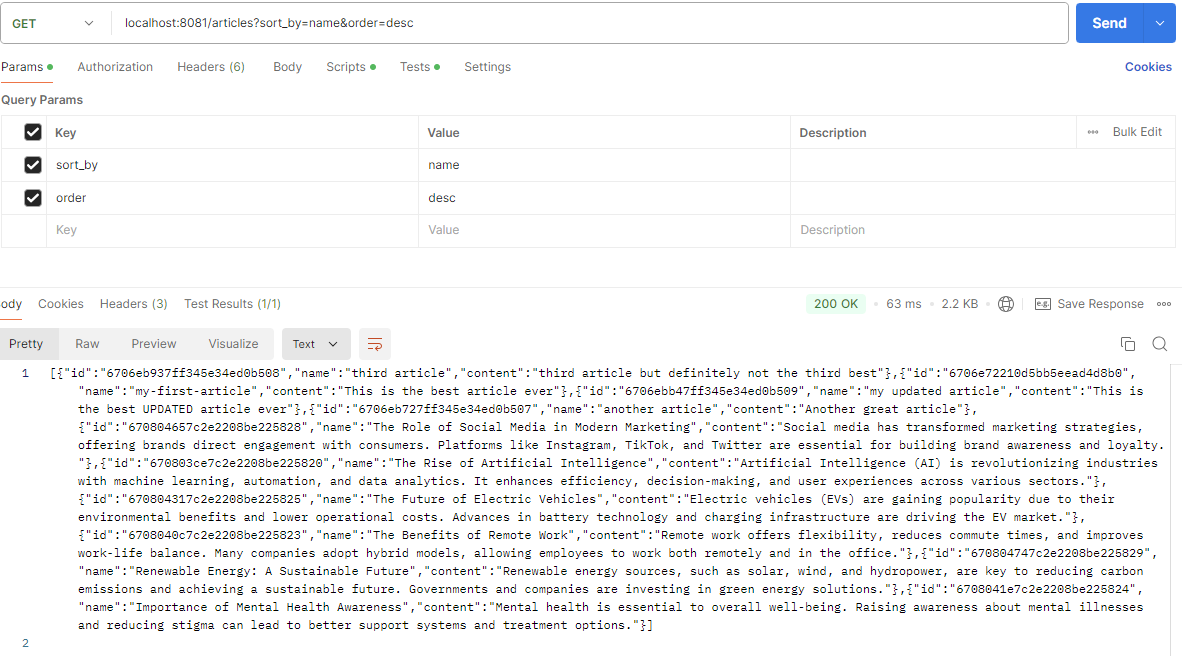 GET localhost:8081/articles?sort_by=name&order=desc Send
Params Authorization Headers (6) Body Scripts Tests Settings Cookies
Query Params
Key Value Description Bulk Edit
sort_by name
order desc
Key Value Description
ody Cookies Headers (3) Test Results (1/1) 200 OK 63 ms 2.2 KB e.g. Save Response
Pretty Raw Preview Visualize Text
1 [{"id":"6706eb937ff345e34ed0b508","name":"third article","content":"third article but definitely not the third best"},{"id":"6706e72210d5bb5eead4d8b0",
"name":"my-first-article","content":"This is the best article ever"},{"id":"6706ebb47ff345e34ed0b509","name":"my updated article","content":"This is
the best UPDATED article ever"},{"id":"6706eb727ff345e34ed0b507","name":"another article","content":"Another great article"},
{"id":"670804657c2e2208be225828","name":"The Role of Social Media in Modern Marketing","content":"Social media has transformed marketing strategies,
offering brands direct engagement with consumers. Platforms like Instagram, TikTok, and Twitter are essential for building brand awareness and loyalty.
"},{"id":"670803ce7c2e2208be225820","name":"The Rise of Artificial Intelligence","content":"Artificial Intelligence (AI) is revolutionizing industries
with machine learning, automation, and data analytics. It enhances efficiency, decision-making, and user experiences across various sectors."},
{"id":"670804317c2e2208be225825","name":"The Future of Electric Vehicles","content":"Electric vehicles (EVs) are gaining popularity due to their
environmental benefits and lower operational costs. Advances in battery technology and charging infrastructure are driving the EV market."},
{"id":"6708040c7c2e2208be225823","name":"The Benefits of Remote Work","content":"Remote work offers flexibility, reduces commute times, and improves
work-life balance. Many companies adopt hybrid models, allowing employees to work both remotely and in the office."},{"id":"670804747c2e2208be225829",
"name":"Renewable Energy: A Sustainable Future","content":"Renewable energy sources, such as solar, wind, and hydropower, are key to reducing carbon
emissions and achieving a sustainable future. Governments and companies are investing in green energy solutions."},{"id":"6708041e7c2e2208be225824",
"name":"Importance of Mental Health Awareness","content":"Mental health is essential to overall well-being. Raising awareness about mental illnesses
and reducing stigma can lead to better support systems and treatment options."}]
2